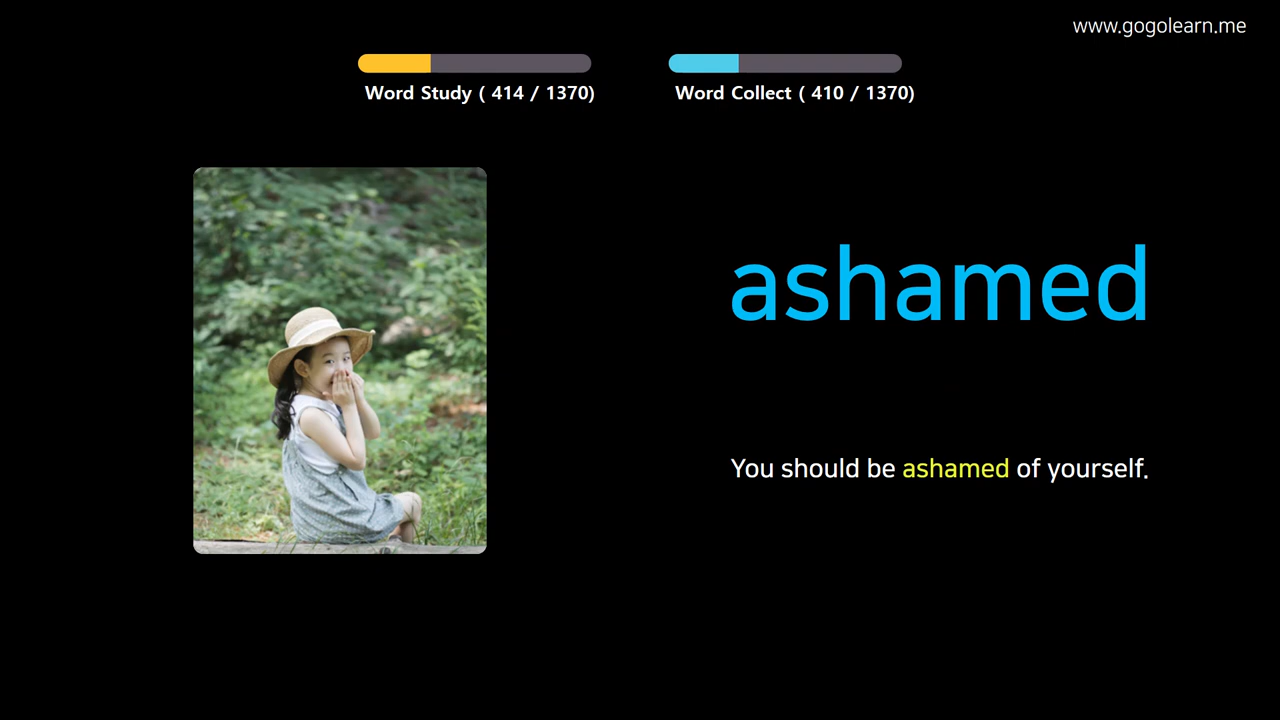 www.gogolearn.me
Word Study ( 414 / 1370)
Word Collect ( 410 / 1370)
ashamed
You should be ashamed of yourself.